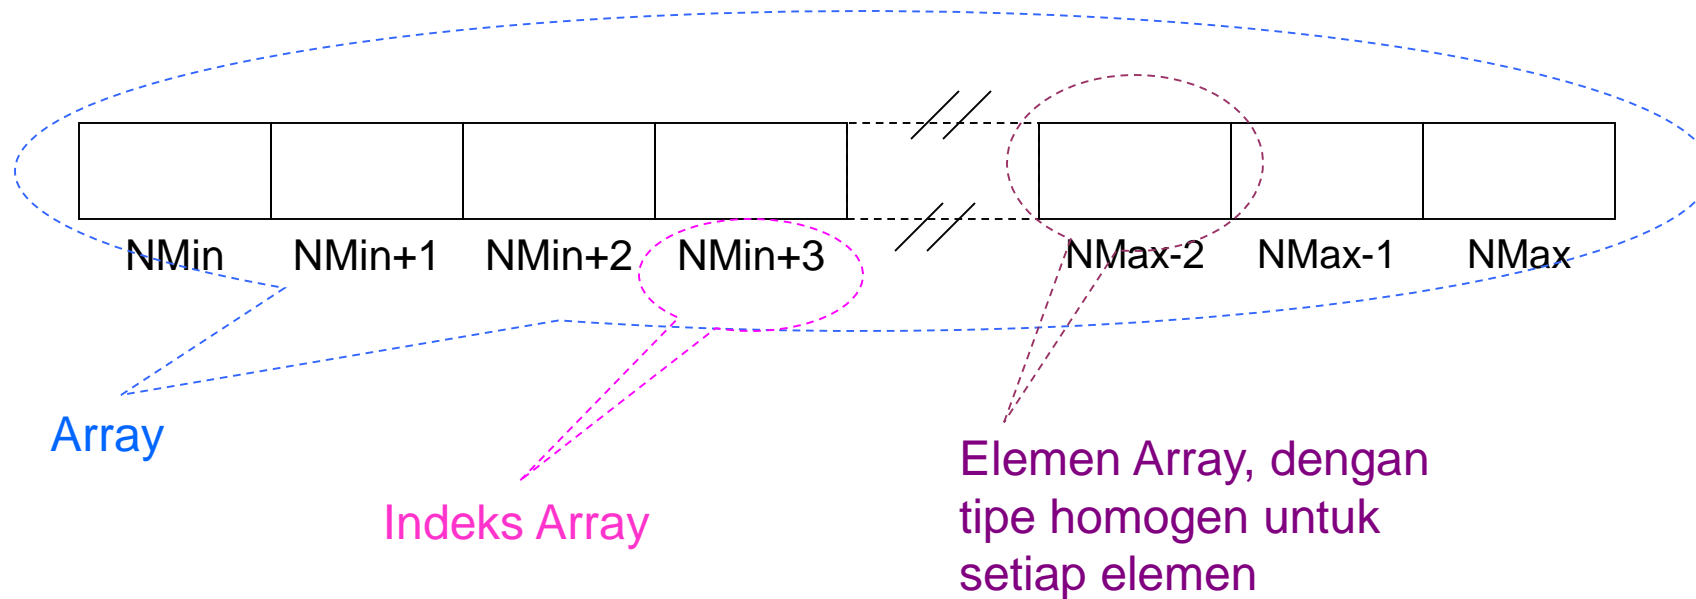 NMin NMin+1 NMin+2 NMin+3 NMax-2 NMax-1 NMax
Array
Indeks Array
Elemen Array, dengan
tipe homogen untuk
setiap elemen